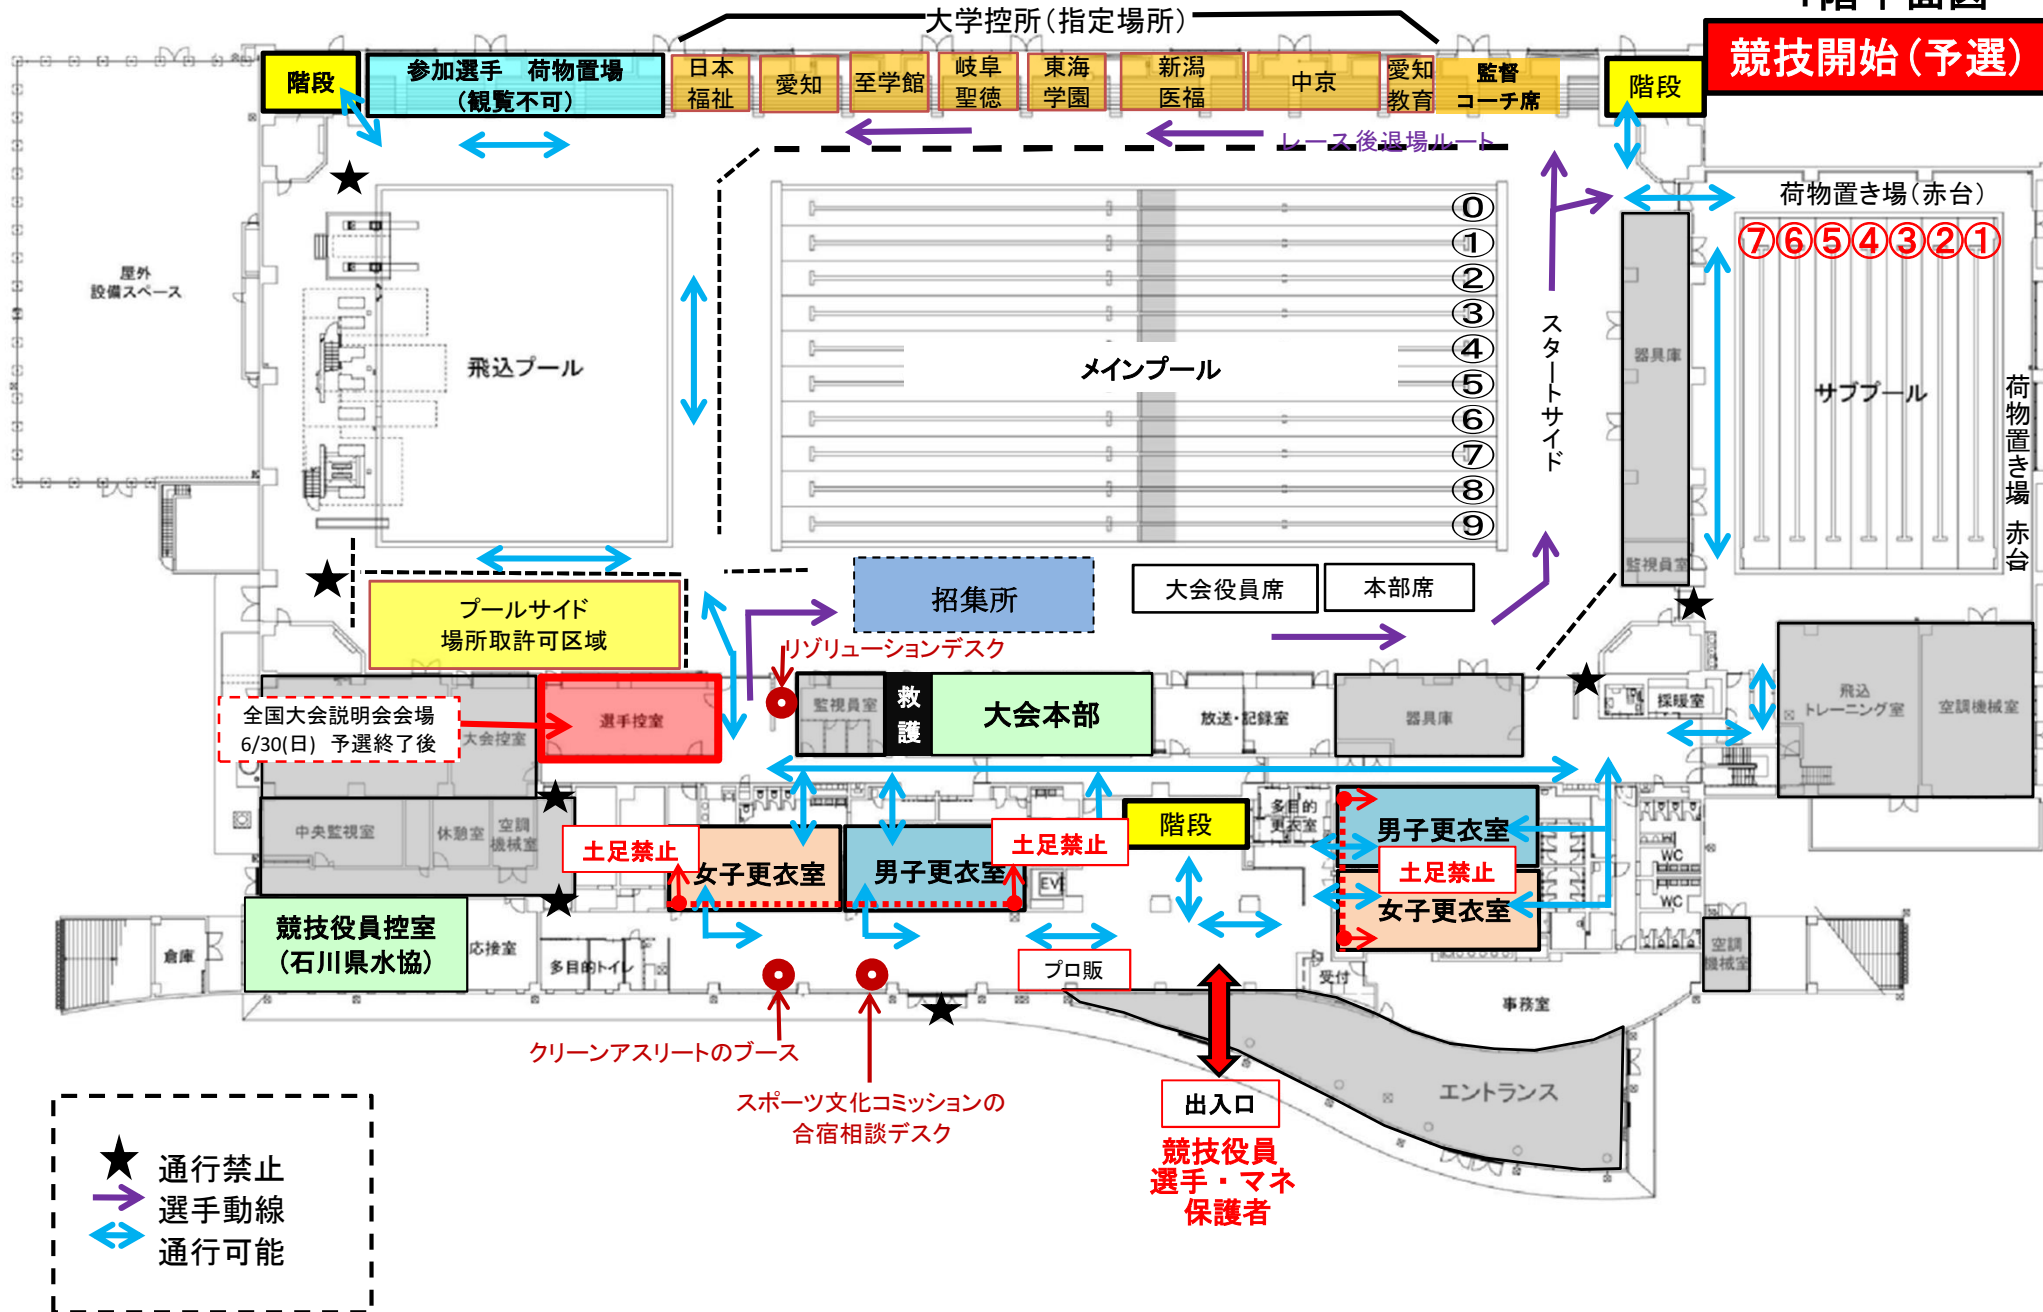 1階平面図
競技開始(予選)
大学控所(指定場所)
階段
参加選手 荷物置場
(観覧不可)
日本
福祉
愛知
至学館
岐阜
聖徳
東海
学園
新潟
医福
中京
愛知
教育
監督
コーチ席
階段
レース後退場ルート
荷物置き場(赤台)
⑦⑥⑤④③②①
屋外
設備スペース
飛込プール
メインプール
⓪
①
②
③
④
⑤
⑥
⑦
⑧
⑨
スタートサイド
器具庫
サブプール
荷物置き場 赤台
監視員室
プールサイド
場所取許可区域
招集所
大会役員席
本部席
リゾリューションデスク
全国大会説明会会場
6/30(日) 予選終了後
大会控室
選手控室
監視員室
救護
大会本部
放送・記録室
器具庫
採暖室
飛込
トレーニング室
空調機械室
中央監視室
休憩室
空調
機械室
土足禁止
女子更衣室
男子更衣室
土足禁止
EV
階段
多目的
更衣室
男子更衣室
土足禁止
女子更衣室
WC
WC
競技役員控室
(石川県水協)
倉庫
応接室
多目的トイレ
プロ販
受付
事務室
空調
機械室
クリーンアスリートのブース
スポーツ文化コミッションの
合宿相談デスク
出入口
競技役員
選手・マネ
保護者
エントランス
★ 通行禁止
→ 選手動線
↔ 通行可能